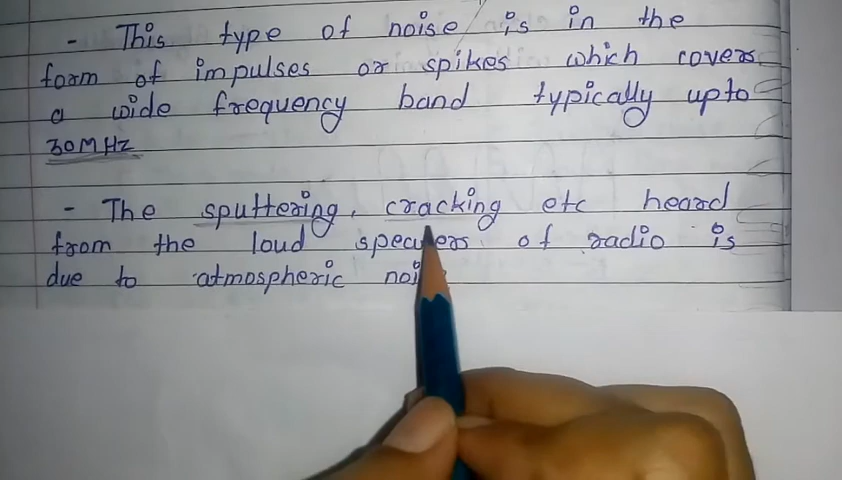 - This type of noise is in the
form of impulses or spikes which covers
a wide frequency band typically upto
30MHz
- The sputtering, cracking etc heard
from the loud speakers of radio is
due to atmospheric